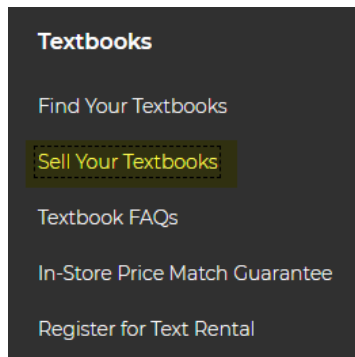 Textbooks
Find Your Textbooks
Sell Your Textbooks
Textbook FAQs
In-Store Price Match Guarantee
Register for Text Rental